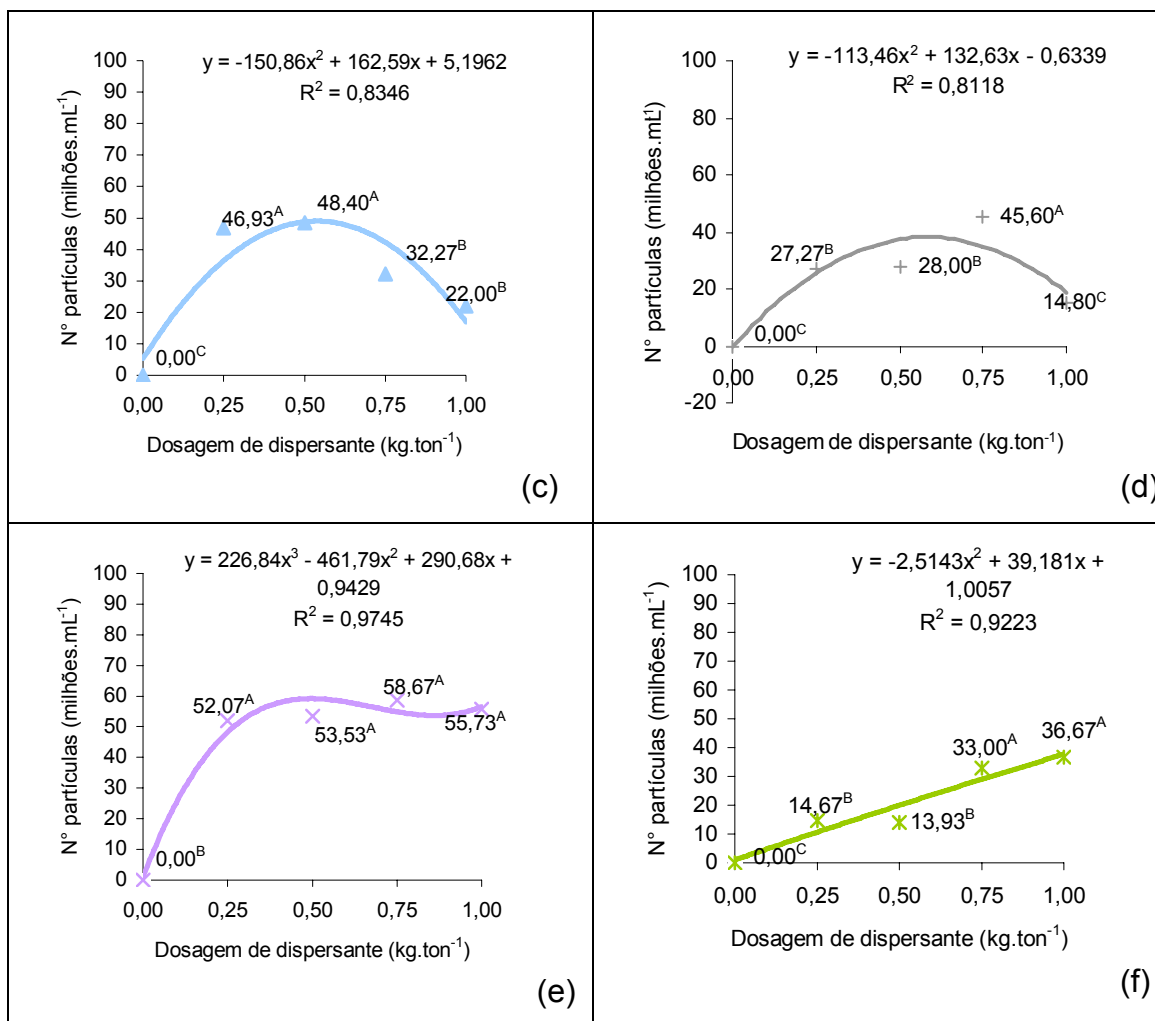 y = -150,86x² + 162,59x + 5,1962
R² = 0,8346
N° partículas (milhões.mL⁻¹)
100
90
80
70
60
50
40
30
20
10
0
46,93ᴬ
48,40ᴬ
32,27ᴮ
22,00ᴮ
0,00ᶜ
0,00 0,25 0,50 0,75 1,00
Dosagem de dispersante (kg.ton⁻¹)
(c)
y = -113,46x² + 132,63x - 0,6339
R² = 0,8118
N° partículas (milhões.mL¹)
100
80
60
40
20
0
-20
27,27ᴮ
28,00ᴮ
45,60ᴬ
14,80ᶜ
0,00ᶜ
0,00 0,25 0,50 0,75 1,00
Dosagem de dispersante (kg.ton⁻¹)
(d)
y = 226,84x³ - 461,79x² + 290,68x +
0,9429
R² = 0,9745
N° partículas (milhões.mL⁻¹)
100
90
80
70
60
50
40
30
20
10
0
52,07ᴬ
53,53ᴬ
58,67ᴬ
55,73ᴬ
0,00ᴮ
0,00 0,25 0,50 0,75 1,00
Dosagem de dispersante (kg.ton⁻¹)
(e)
y = -2,5143x² + 39,181x +
1,0057
R² = 0,9223
N° partículas (milhões.mL⁻¹)
100
90
80
70
60
50
40
30
20
10
0
14,67ᴮ
13,93ᴮ
33,00ᴬ
36,67ᴬ
0,00ᶜ
0,00 0,25 0,50 0,75 1,00
Dosagem de dispersante (kg.ton⁻¹)
(f)